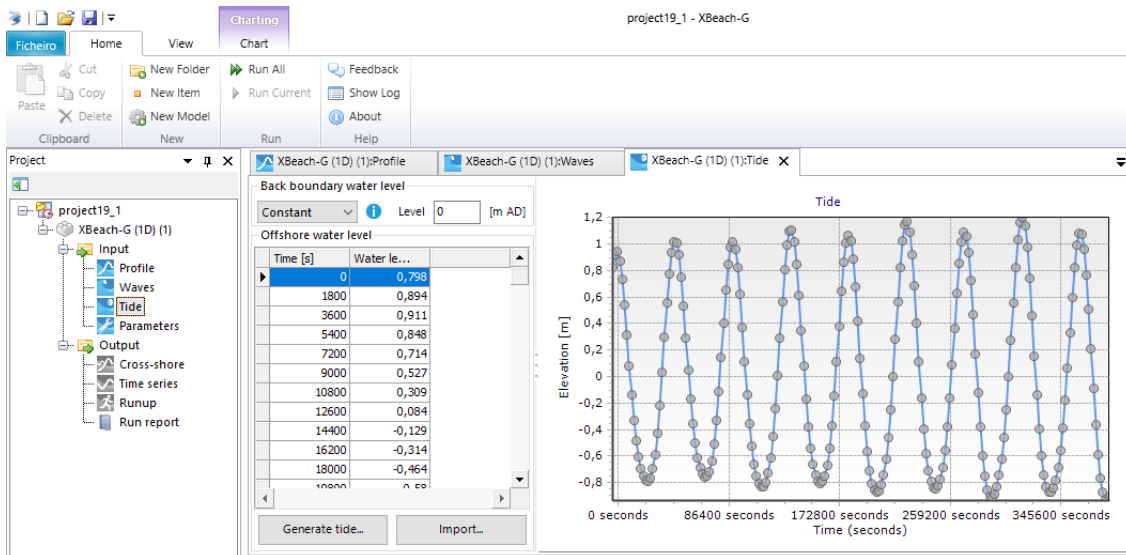 project19_1 - XBeach-G
Charting
Ficheiro Home View Chart
Paste
Cut
Copy
Delete
Clipboard
New Folder
New Item
New Model
New
Run All
Run Current
Run
Feedback
Show Log
About
Help
Project
project19_1
XBeach-G (1D) (1)
Input
Profile
Waves
Tide
Parameters
Output
Cross-shore
Time series
Runup
Run report
XBeach-G (1D) (1):Profile
XBeach-G (1D) (1):Waves
XBeach-G (1D) (1):Tide
Back boundary water level
Constant Level 0 [m AD]
Offshore water level
Time [s] Water le...
0 0,798
1800 0,894
3600 0,911
5400 0,848
7200 0,714
9000 0,527
10800 0,309
12600 0,084
14400 -0,129
16200 -0,314
18000 -0,464
Generate tide... Import...
Tide
1,2
1
0,8
0,6
0,4
0,2
0
-0,2
-0,4
-0,6
-0,8
Elevation [m]
0 seconds 86400 seconds 172800 seconds 259200 seconds 345600 seconds
Time (seconds)